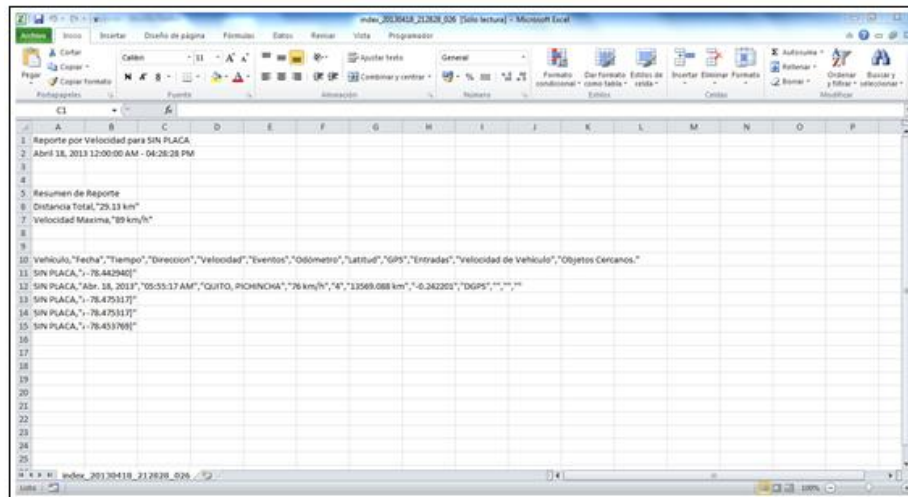 index_20130418_212828_026 [Solo lectura] - Microsoft Excel
Archivo Inicio Insertar Diseño de página Fórmulas Datos Revisar Vista Programador
Pegar
Cortar
Copiar
Copiar formato
Portapapeles
Calibri 11
N K S
Fuente
Ajustar texto
Combinar y centrar
Alineación
General
% 000
Número
Formato condicional
Dar formato como tabla
Estilos de celda
Estilos
Insertar Eliminar Formato
Celdas
Autosuma
Rellenar
Borrar
Ordenar y filtrar
Buscar y seleccionar
Modificar
C1 fx
A B C D E F G H I J K L M N O P
1 Reporte por Velocidad para SIN PLACA
2 Abril 18, 2013 12:00:00 AM - 04:28:28 PM
3
4
5 Resumen de Reporte
6 Distancia Total,"29.13 km"
7 Velocidad Maxima,"89 km/h"
8
9
10 Vehículo,"Fecha","Tiempo","Direccion","Velocidad","Eventos","Odómetro","Latitud","GPS","Entradas","Velocidad de Vehículo","Objetos Cercanos."
11 SIN PLACA, -78.442940]"
12 SIN PLACA,"Abr. 18, 2013","05:55:17 AM","QUITO, PICHINCHA","76 km/h","4","13569.088 km","-0.242201","DGPS","","",""
13 SIN PLACA, -78.475317]"
14 SIN PLACA, -78.475317]"
15 SIN PLACA, -78.453769]"
16
17
18
19
20
21
22
23
24
25
index_20130418_212828_026
Listo 100%